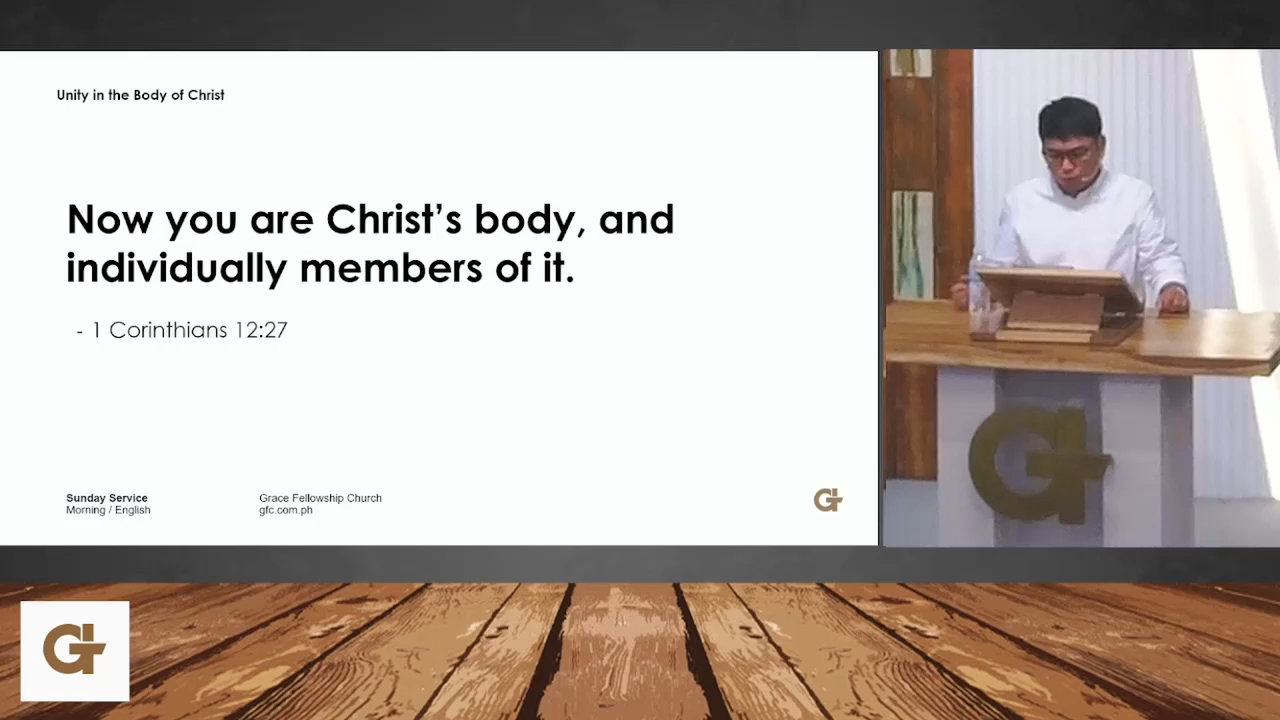 Unity in the Body of Christ
Now you are Christ’s body, and
individually members of it.
- 1 Corinthians 12:27
Sunday Service
Morning / English
Grace Fellowship Church
gfc.com.ph